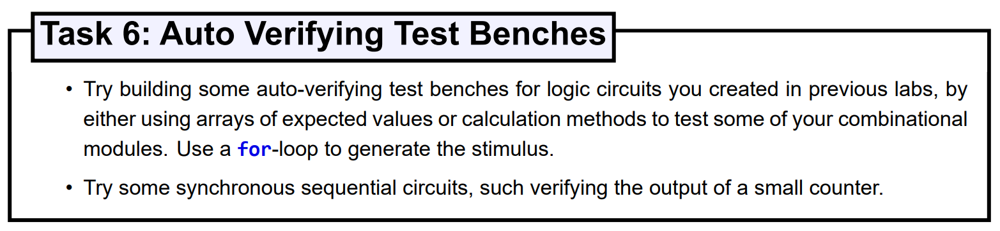 Task 6: Auto Verifying Test Benches
• Try building some auto-verifying test benches for logic circuits you created in previous labs, by
either using arrays of expected values or calculation methods to test some of your combinational
modules. Use a for-loop to generate the stimulus.
• Try some synchronous sequential circuits, such verifying the output of a small counter.